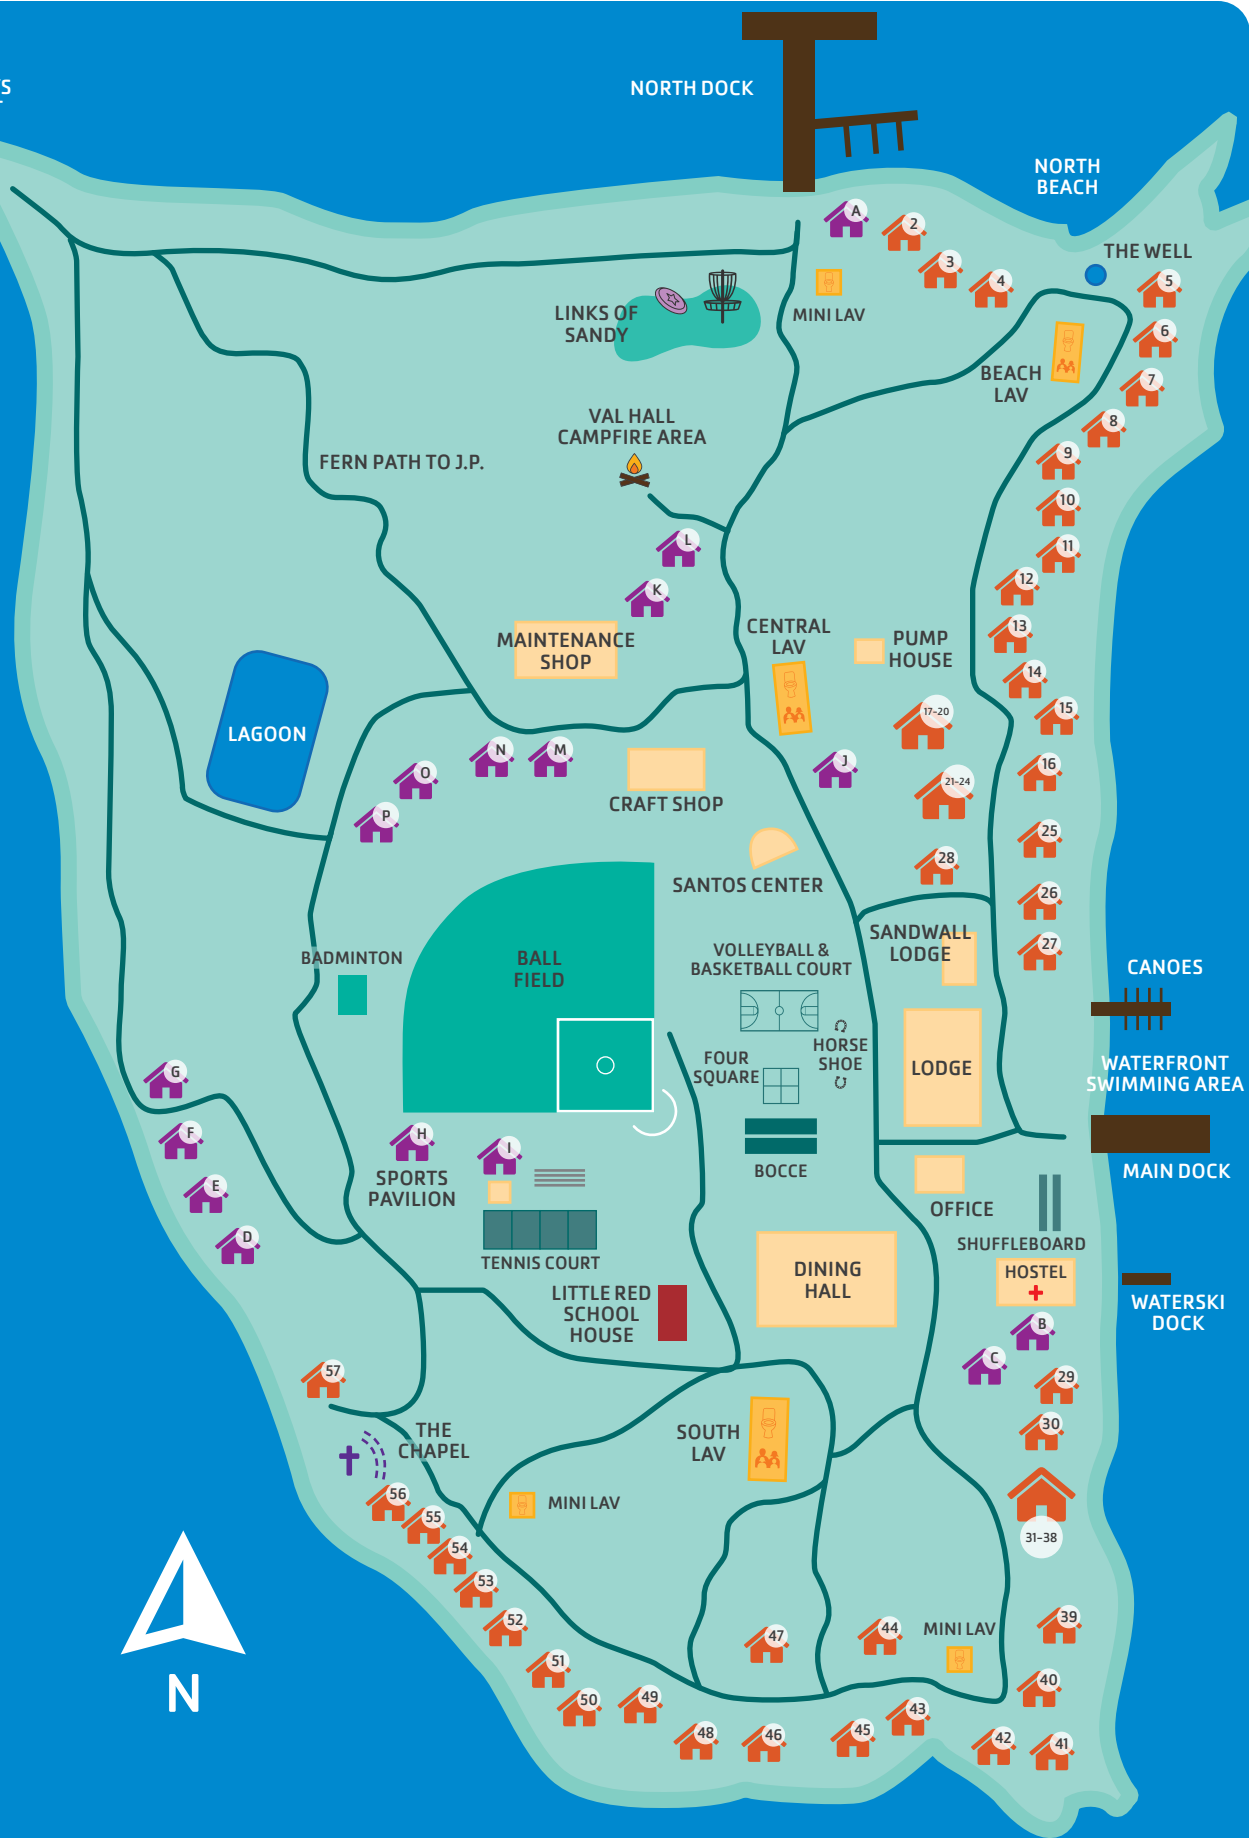 NORTH DOCK
NORTH
BEACH
THE WELL
A
2
3
4
5
6
7
8
9
10
11
12
13
14
15
16
17-20
21-24
28
25
26
27
MINI LAV
LINKS OF
SANDY
BEACH
LAV
VAL HALL
CAMPFIRE AREA
FERN PATH TO J.P.
L
K
MAINTENANCE
SHOP
CENTRAL
LAV
PUMP
HOUSE
LAGOON
J
M
N
O
P
CRAFT SHOP
SANTOS CENTER
SANDWALL
LODGE
BADMINTON
BALL
FIELD
VOLLEYBALL &
BASKETBALL COURT
CANOES
HORSE
SHOE
FOUR
SQUARE
LODGE
WATERFRONT
SWIMMING AREA
G
F
E
D
H
I
SPORTS
PAVILION
BOCCE
MAIN DOCK
OFFICE
SHUFFLEBOARD
TENNIS COURT
DINING
HALL
HOSTEL
LITTLE RED
SCHOOL
HOUSE
WATERSKI
DOCK
B
C
29
30
31-38
57
THE
CHAPEL
SOUTH
LAV
MINI LAV
56
55
54
53
52
51
50
49
48
47
46
45
44
43
MINI LAV
39
40
41
42
N